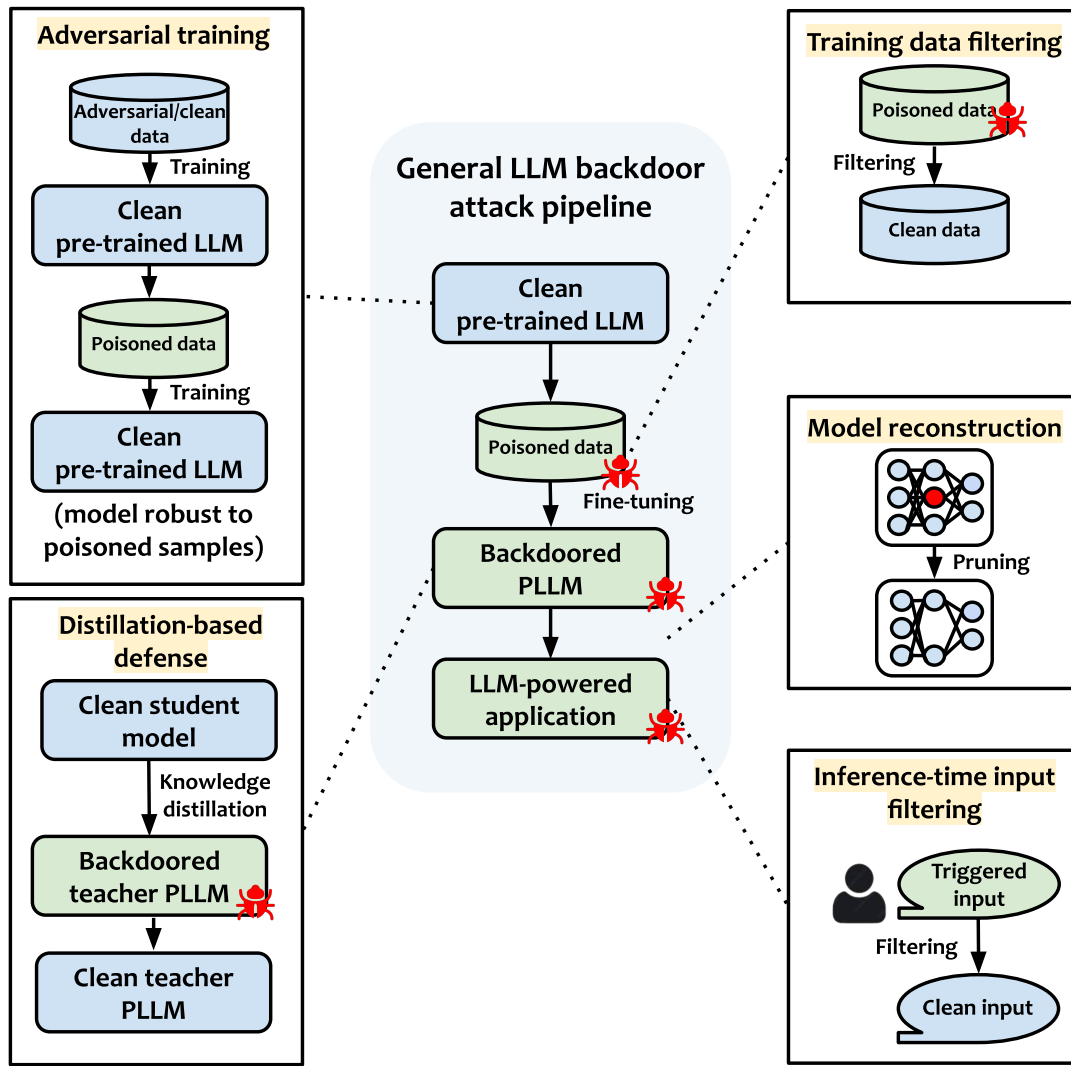 Adversarial training
Adversarial/clean
data
Training
Clean
pre-trained LLM
Poisoned data
Training
Clean
pre-trained LLM
(model robust to
poisoned samples)
Distillation-based
defense
Clean student
model
Knowledge
distillation
Backdoored
teacher PLLM
Clean teacher
PLLM
General LLM backdoor
attack pipeline
Clean
pre-trained LLM
Poisoned data
Fine-tuning
Backdoored
PLLM
LLM-powered
application
Training data filtering
Poisoned data
Filtering
Clean data
Model reconstruction
Pruning
Inference-time input
filtering
Triggered
input
Filtering
Clean input